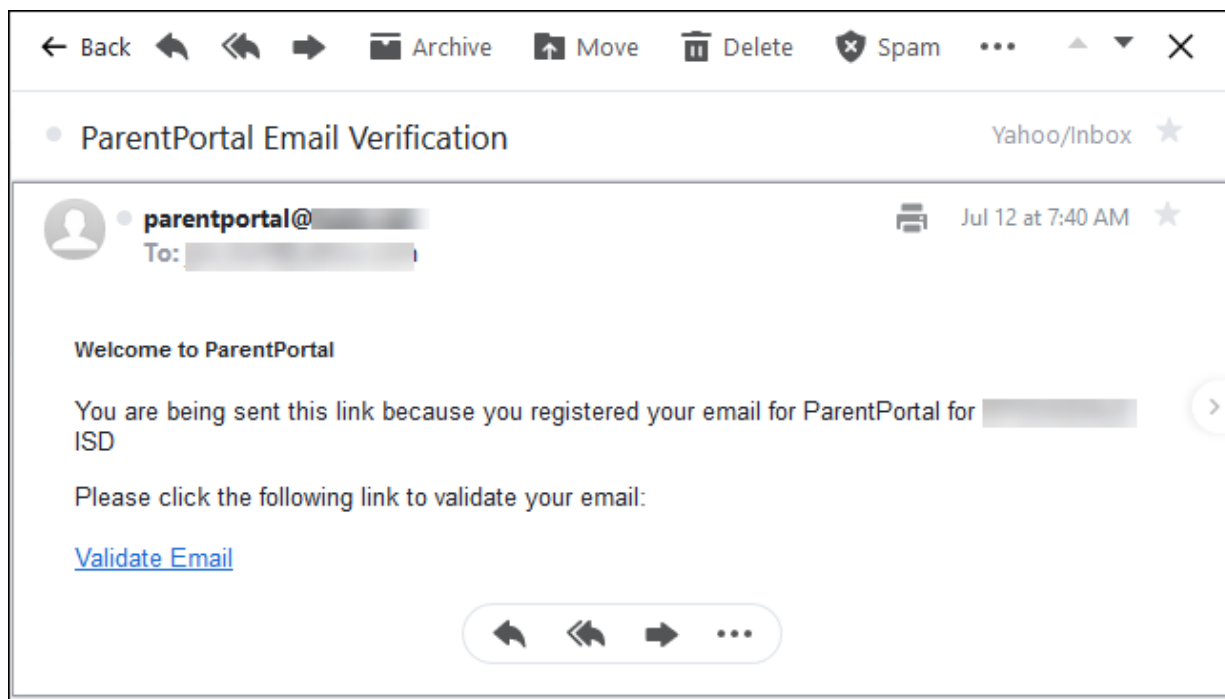 Back Archive Move Delete Spam
ParentPortal Email Verification Yahoo/Inbox
parentportal@ Jul 12 at 7:40 AM
To:
Welcome to ParentPortal
You are being sent this link because you registered your email for ParentPortal for
ISD
Please click the following link to validate your email:
Validate Email